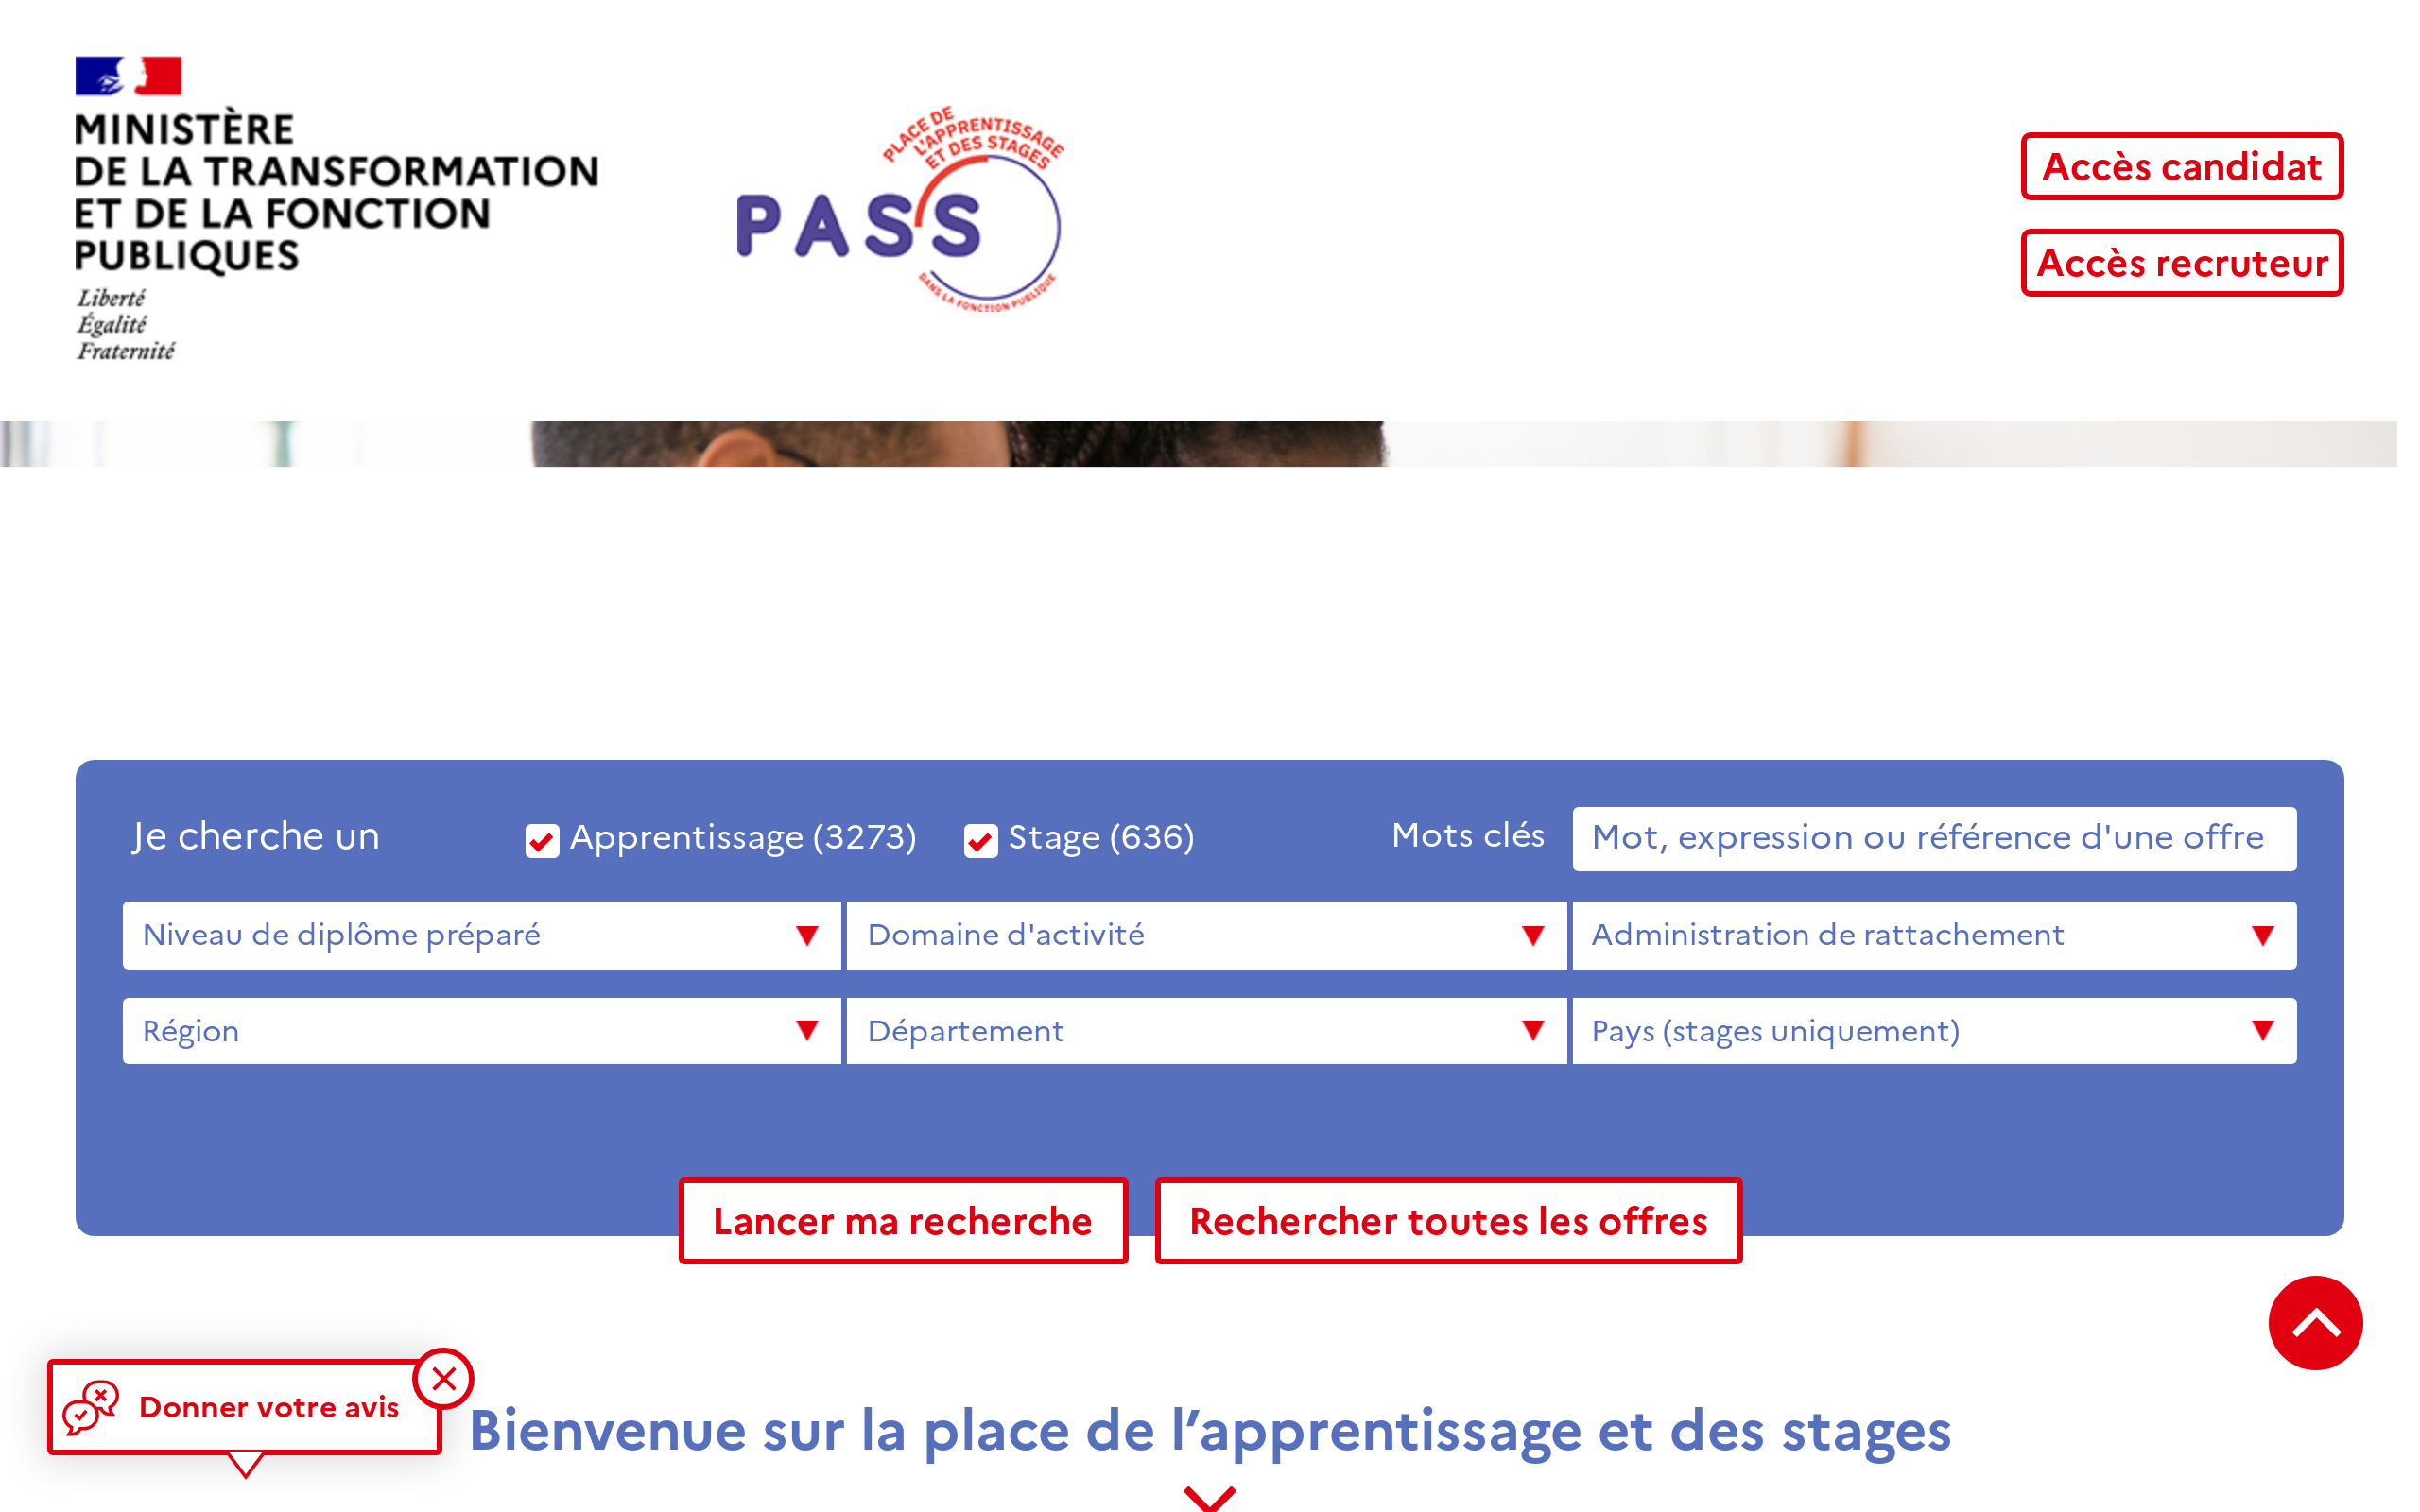 MINISTÈRE
DE LA TRANSFORMATION
ET DE LA FONCTION
PUBLIQUES
Liberté
Égalité
Fraternité
PLACE DE
L'APPRENTISSAGE
ET DES STAGES
PASS
DANS LA FONCTION PUBLIQUE
Accès candidat
Accès recruteur
Je cherche un
Apprentissage (3273)
Stage (636)
Mots clés
Mot, expression ou référence d'une offre
Niveau de diplôme préparé
Domaine d'activité
Administration de rattachement
Région
Département
Pays (stages uniquement)
Lancer ma recherche
Rechercher toutes les offres
Donner votre avis
Bienvenue sur la place de l’apprentissage et des stages